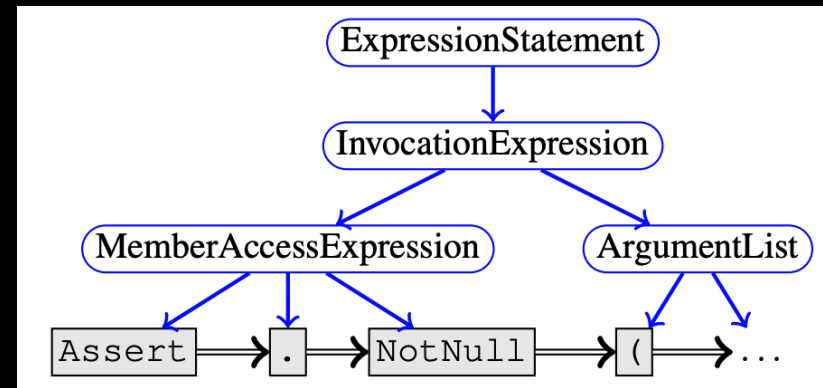 ExpressionStatement
InvocationExpression
MemberAccessExpression ArgumentList
Assert . NotNull ( ...